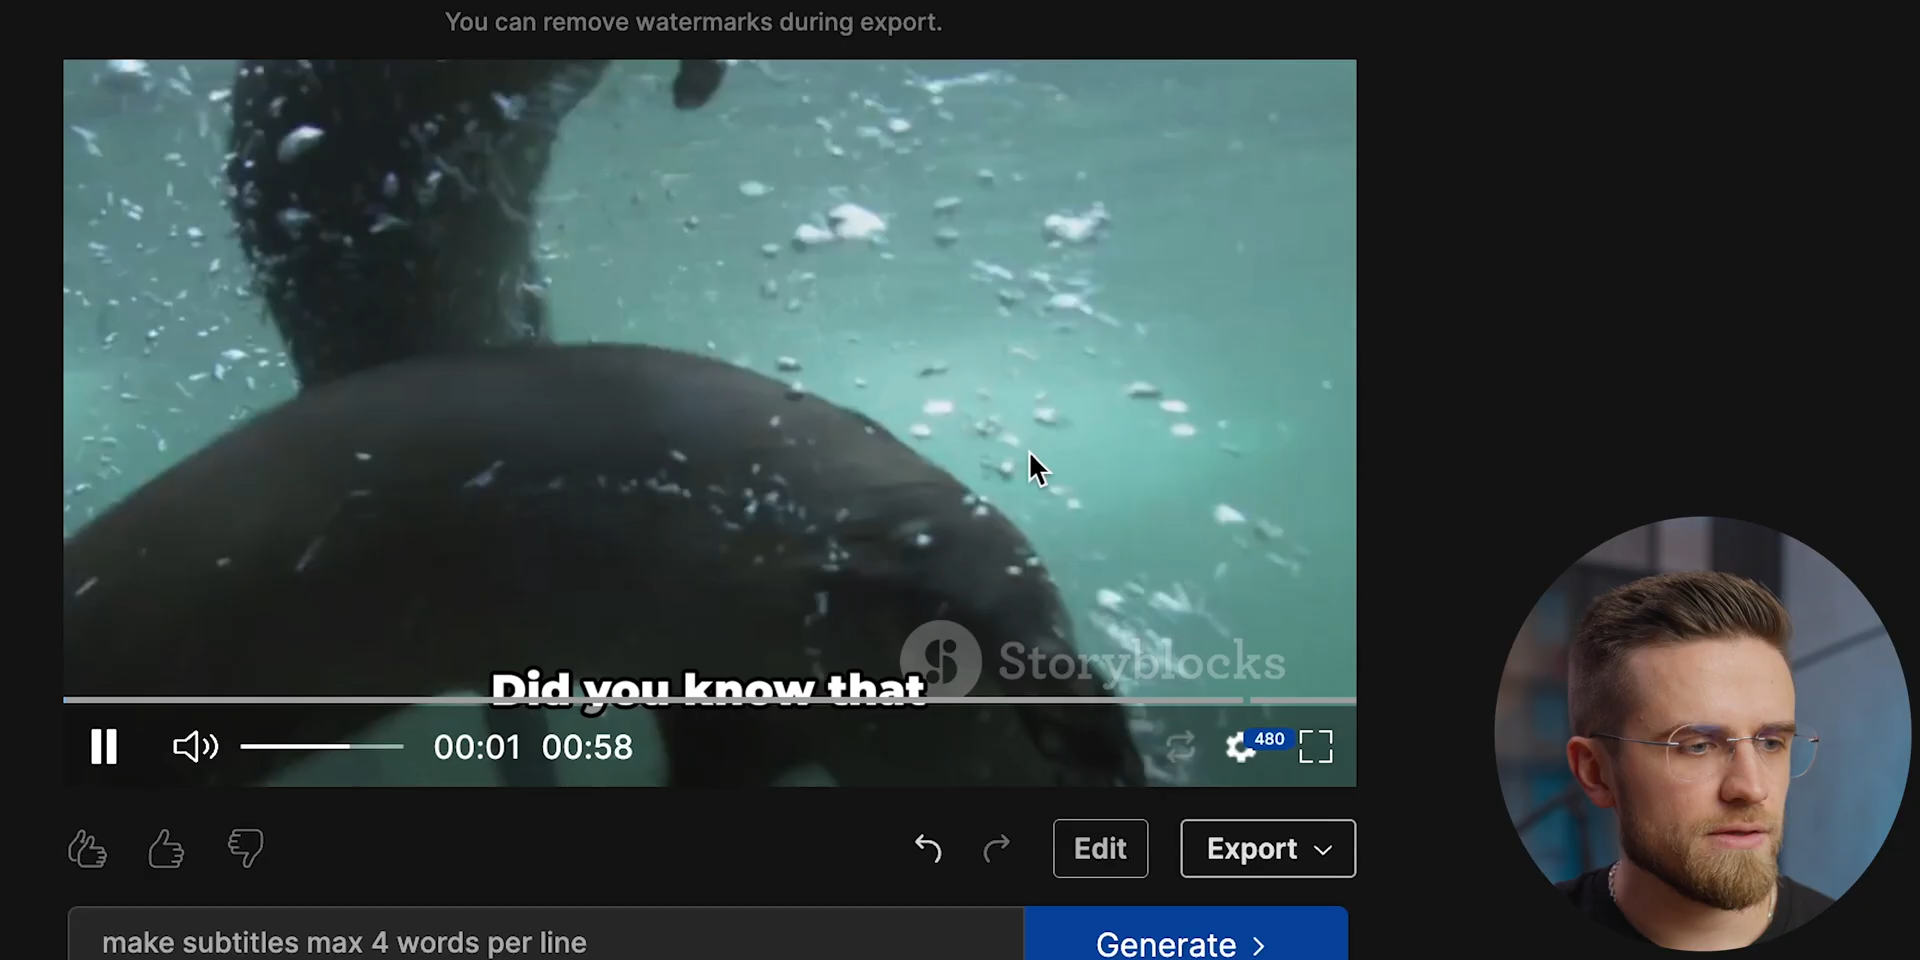 You can remove watermarks during export.
Storyblocks
Did you know that
00:01 00:58
480
Edit
Export
make subtitles max 4 words per line
Generate